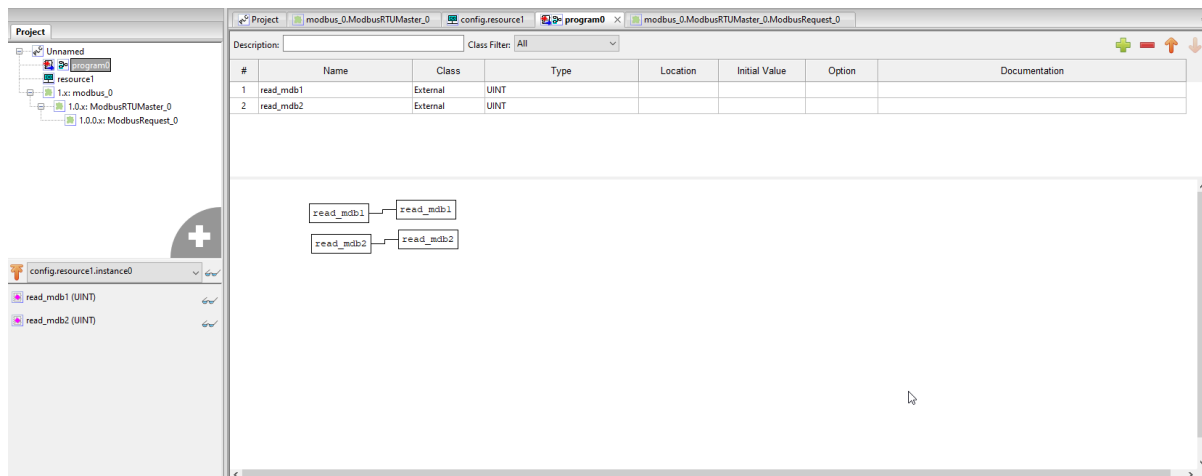 Project
modbus_0.ModbusRTUMaster_0
config.resource1
program0
modbus_0.ModbusRTUMaster_0.ModbusRequest_0
Project
Unnamed
program0
resource1
1.x: modbus_0
1.0.x: ModbusRTUMaster_0
1.0.0.x: ModbusRequest_0
Description:
Class Filter:
All
# Name Class Type Location Initial Value Option Documentation
1 read_mdb1 External UINT
2 read_mdb2 External UINT
read_mdb1 read_mdb1
read_mdb2 read_mdb2
config.resource1.instance0
read_mdb1 (UINT)
read_mdb2 (UINT)